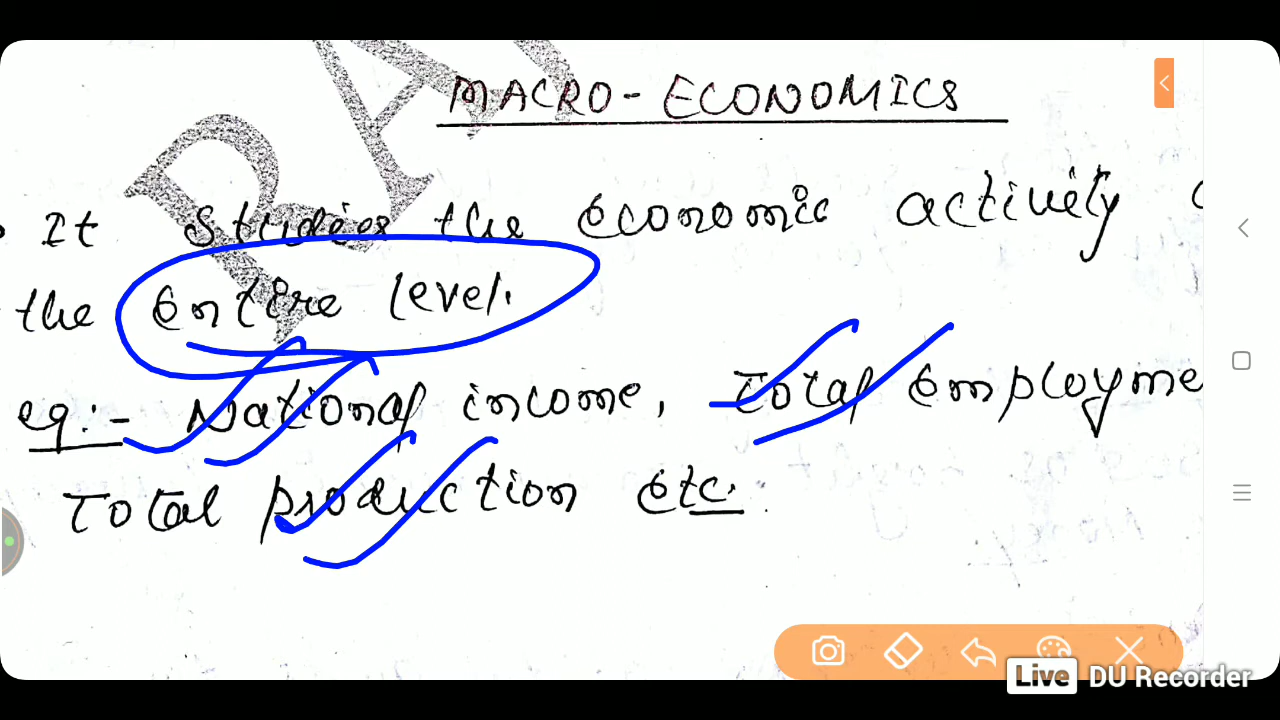 MACRO-ECONOMICS
It studies the economic activety
the entire level.
eg:- National income, Total employme
Total production etc.
Live DU Recorder